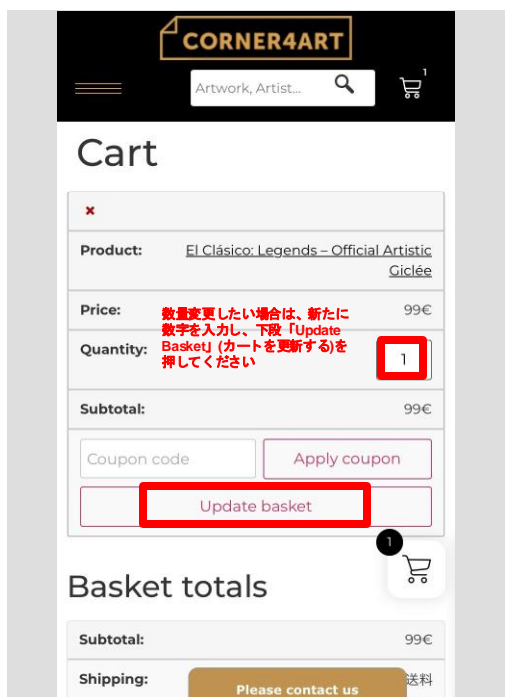 CORNER4ART
Artwork, Artist...
1
Cart
×
Product: El Clásico: Legends – Official Artistic
Giclée
Price: 99€
数量変更したい場合は、新たに
数字を入力し、下段「Update
Basket」(カートを更新する)を
押してください
Quantity: 1
Subtotal: 99€
Coupon code Apply coupon
Update basket
1
Basket totals
Subtotal: 99€
Shipping: 送料
Please contact us